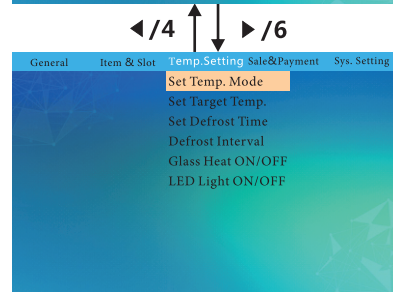 ◀/4 ↑↓ ▶/6
General Item & Slot Temp.Setting Sale&Payment Sys. Setting
Set Temp. Mode
Set Target Temp.
Set Defrost Time
Defrost Interval
Glass Heat ON/OFF
LED Light ON/OFF